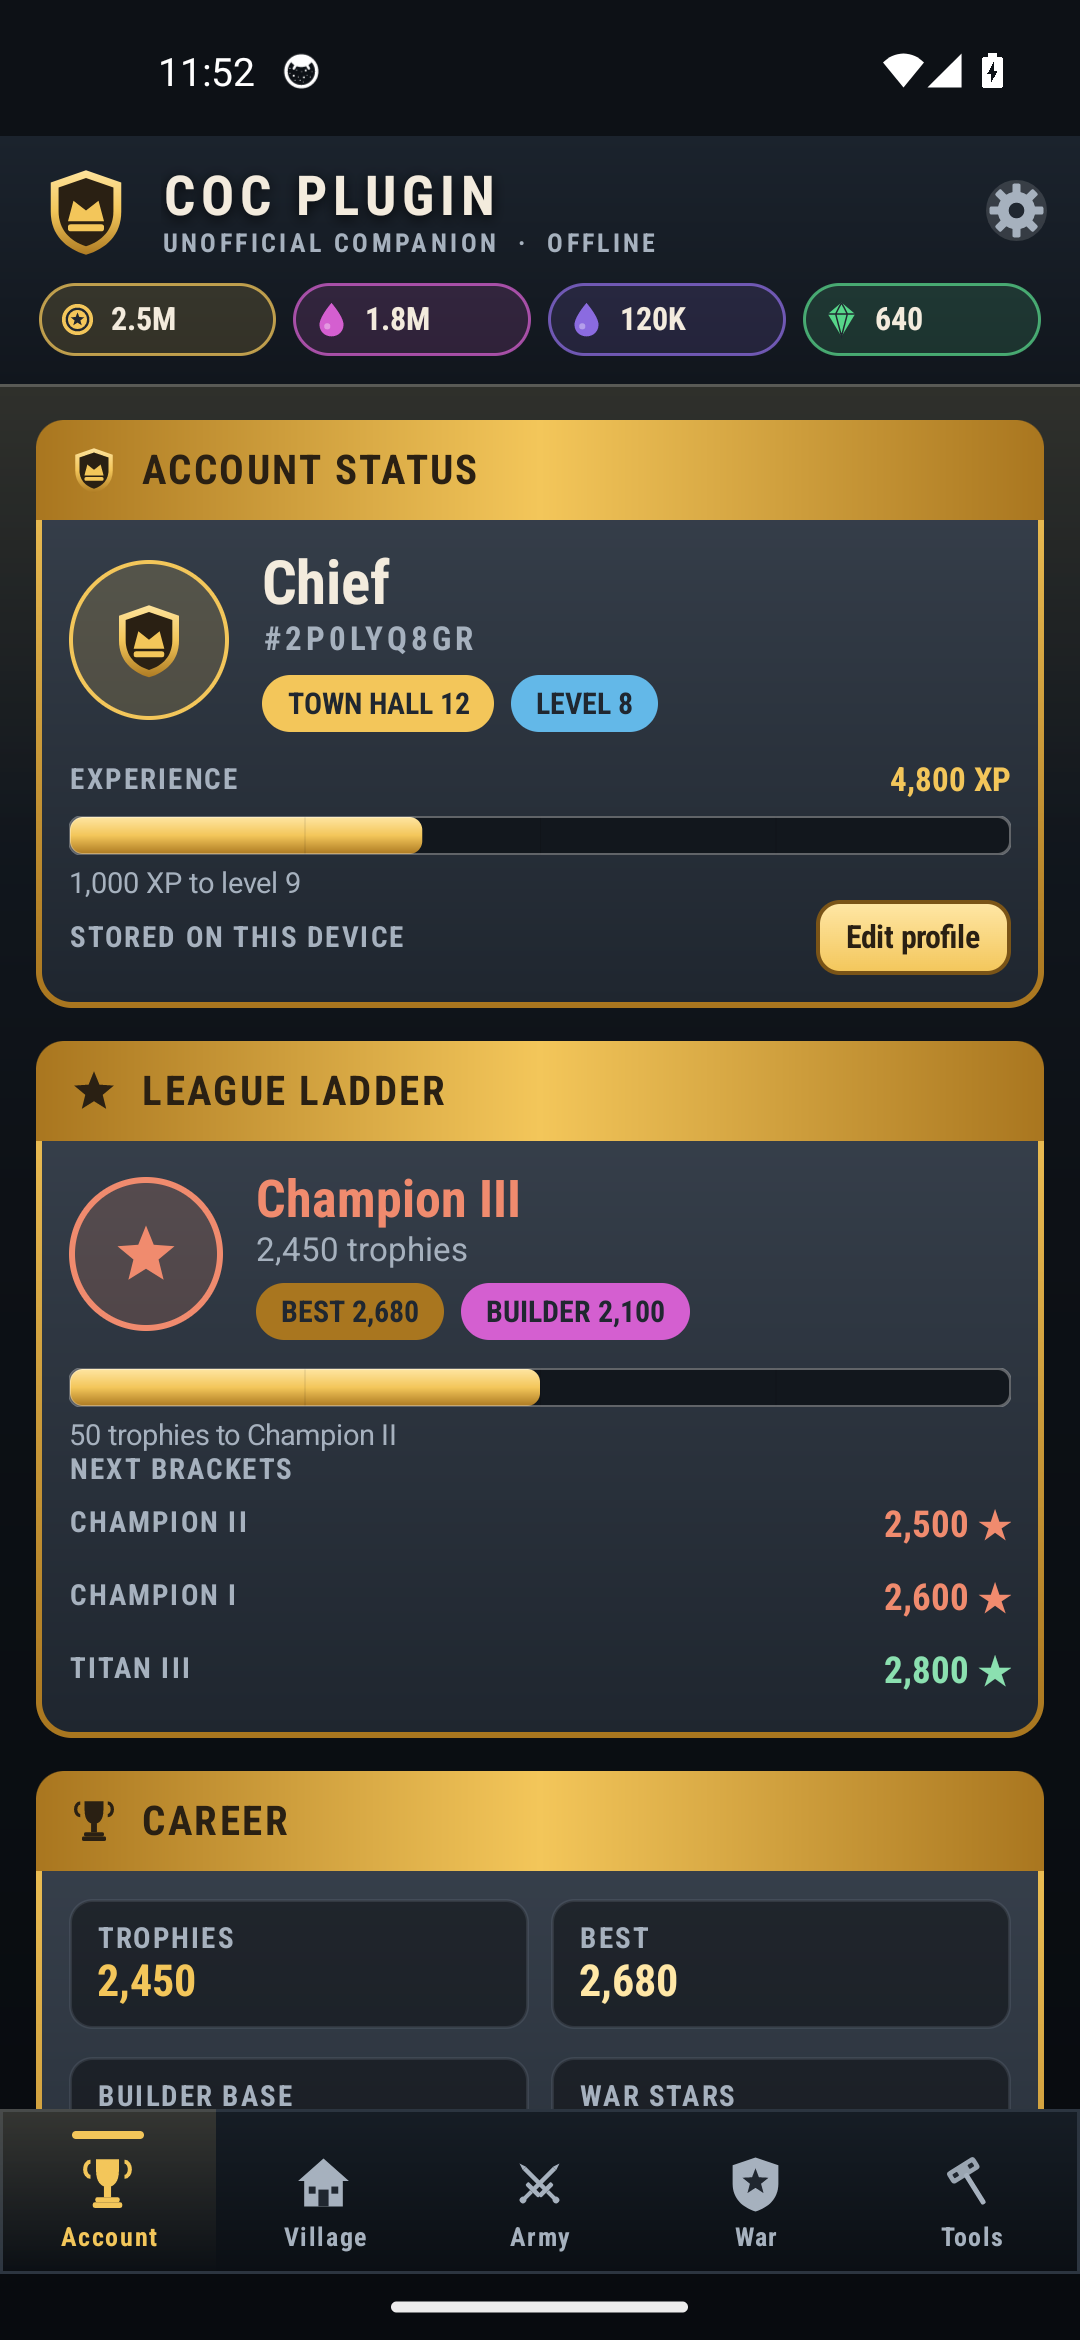 11:52
COC PLUGIN
UNOFFICIAL COMPANION · OFFLINE
2.5M 1.8M 120K 640
ACCOUNT STATUS
Chief
#2P0LYQ8GR
TOWN HALL 12 LEVEL 8
EXPERIENCE 4,800 XP
1,000 XP to level 9
STORED ON THIS DEVICE Edit profile
LEAGUE LADDER
Champion III
2,450 trophies
BEST 2,680 BUILDER 2,100
50 trophies to Champion II
NEXT BRACKETS
CHAMPION II 2,500 ★
CHAMPION I 2,600 ★
TITAN III 2,800 ★
CAREER
TROPHIES BEST
2,450 2,680
BUILDER BASE WAR STARS
Account Village Army War Tools